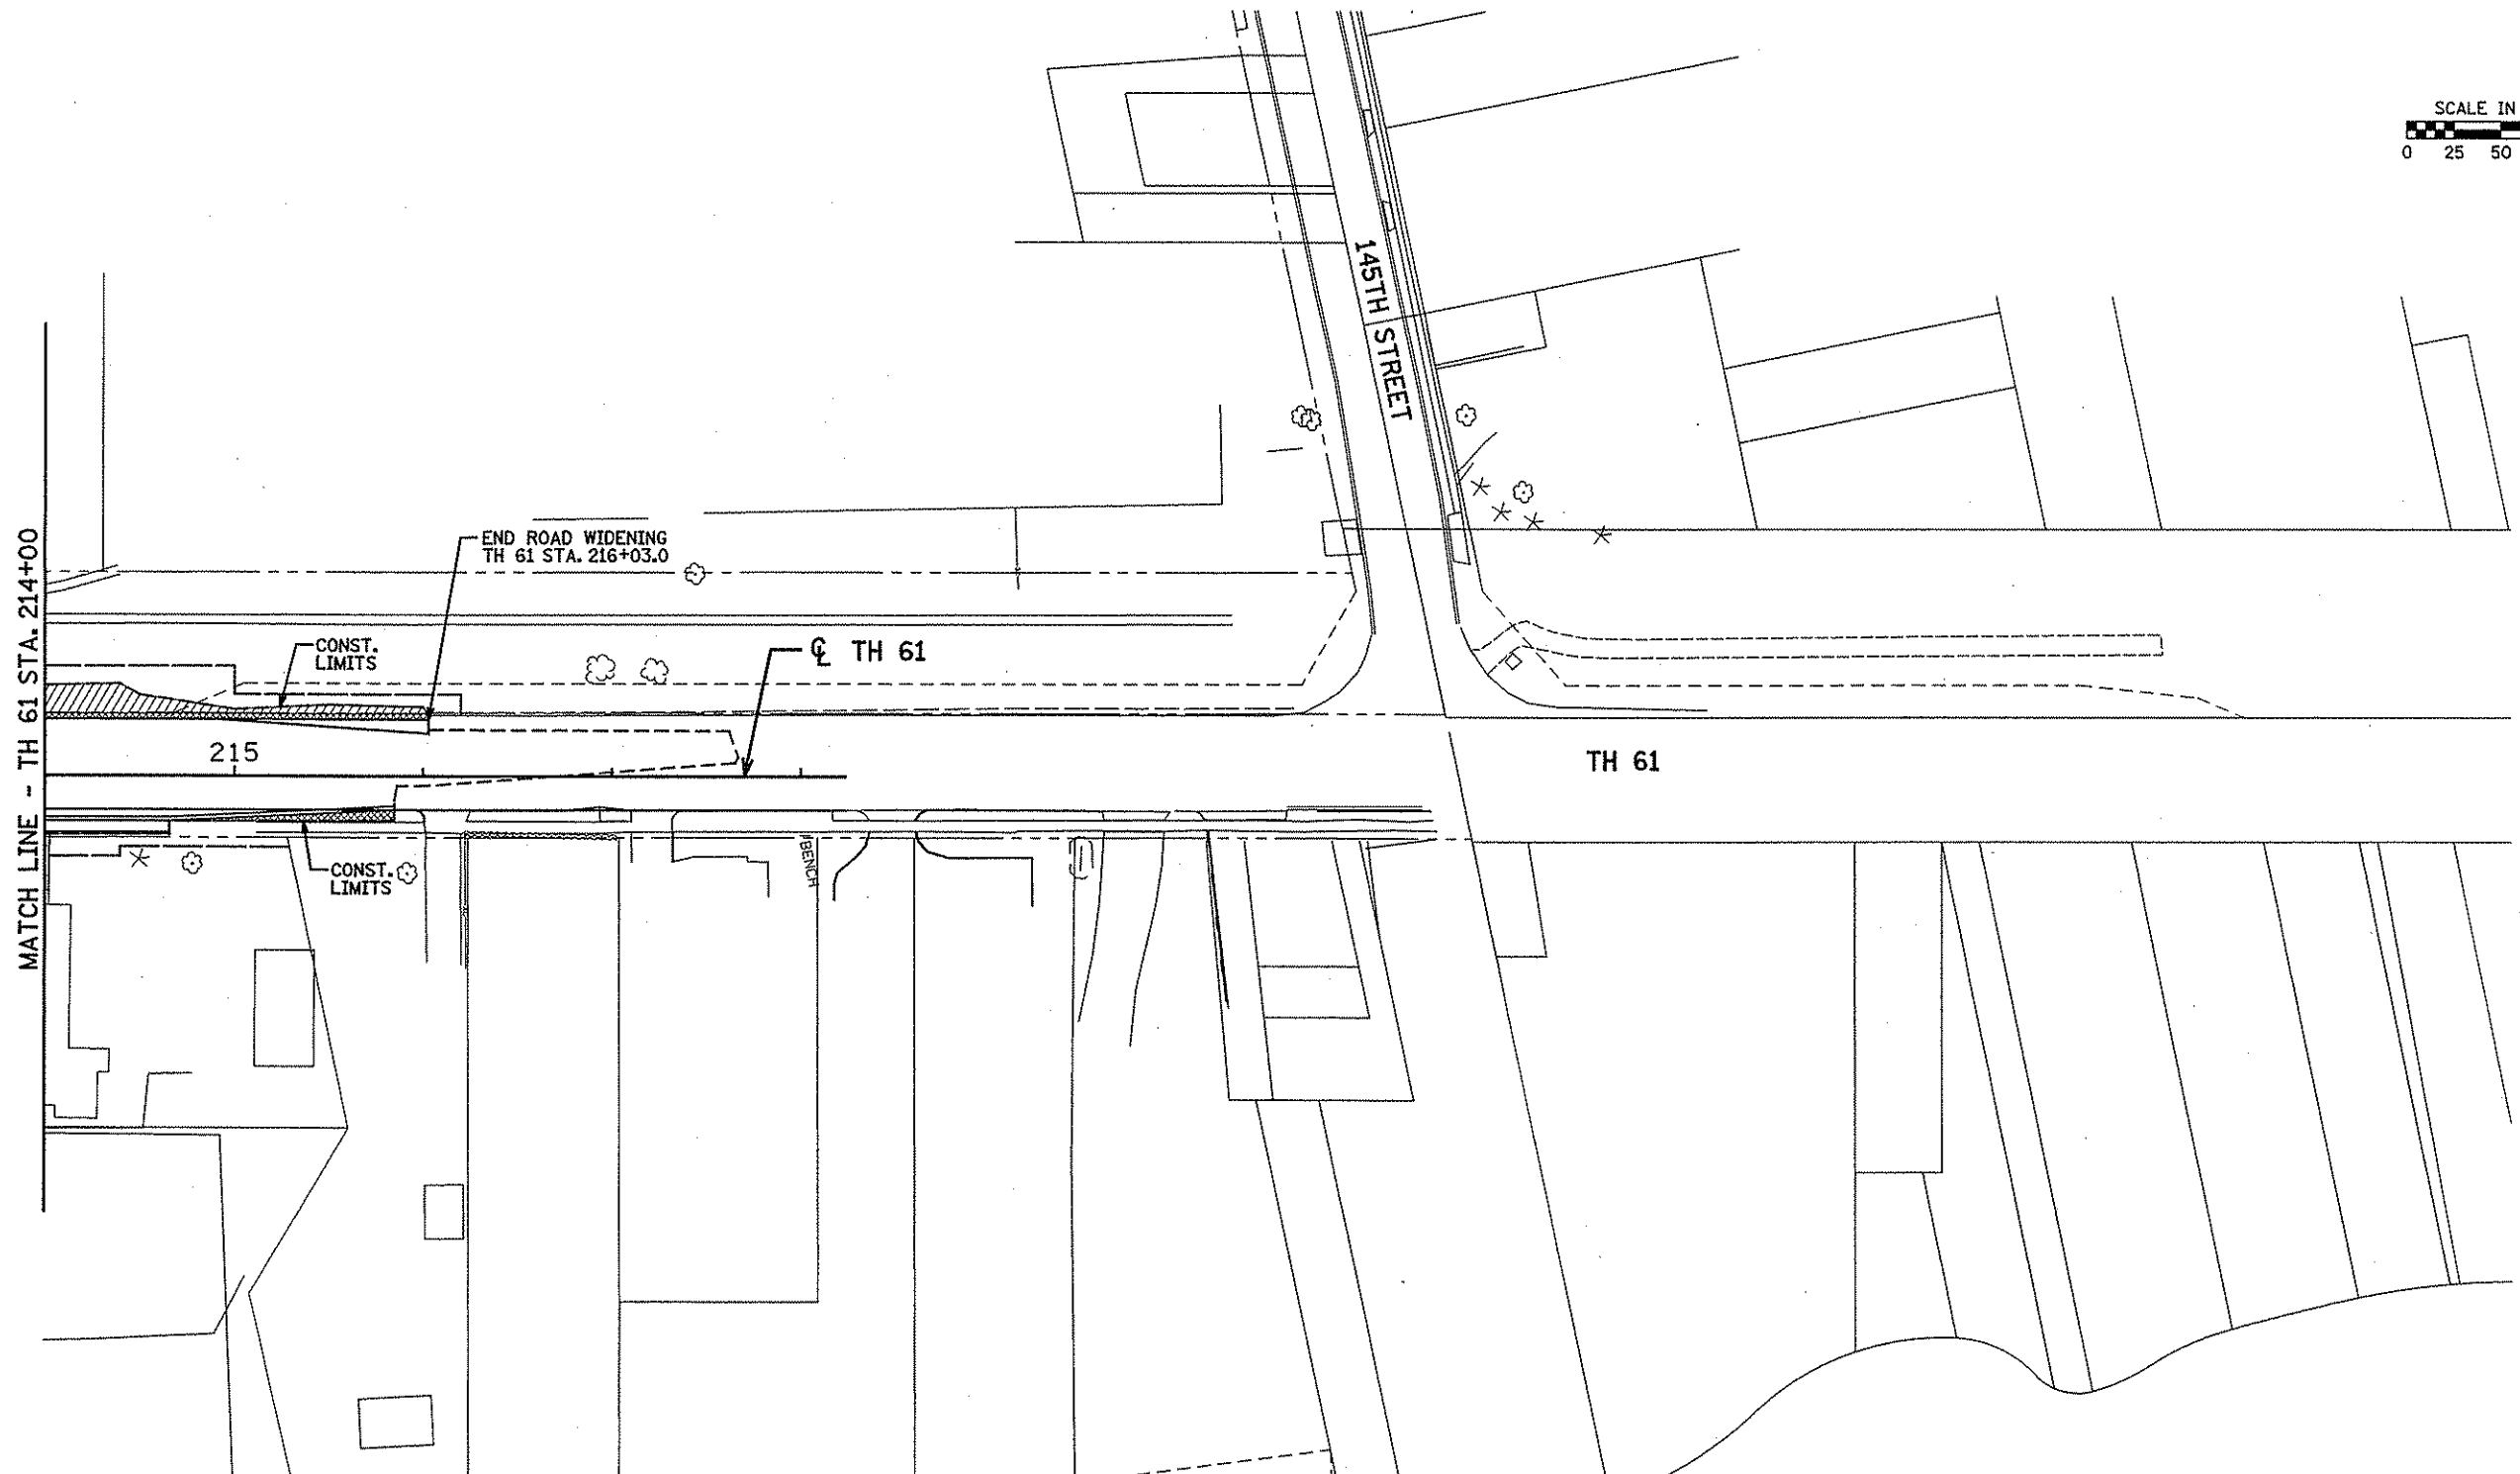 SCALE IN
0 25 50
145TH STREET
END ROAD WIDENING
TH 61 STA. 216+03.0
MATCH LINE - TH 61 STA. 214+00
CONST.
LIMITS
℄ TH 61
215
TH 61
BENCH
CONST.
LIMITS